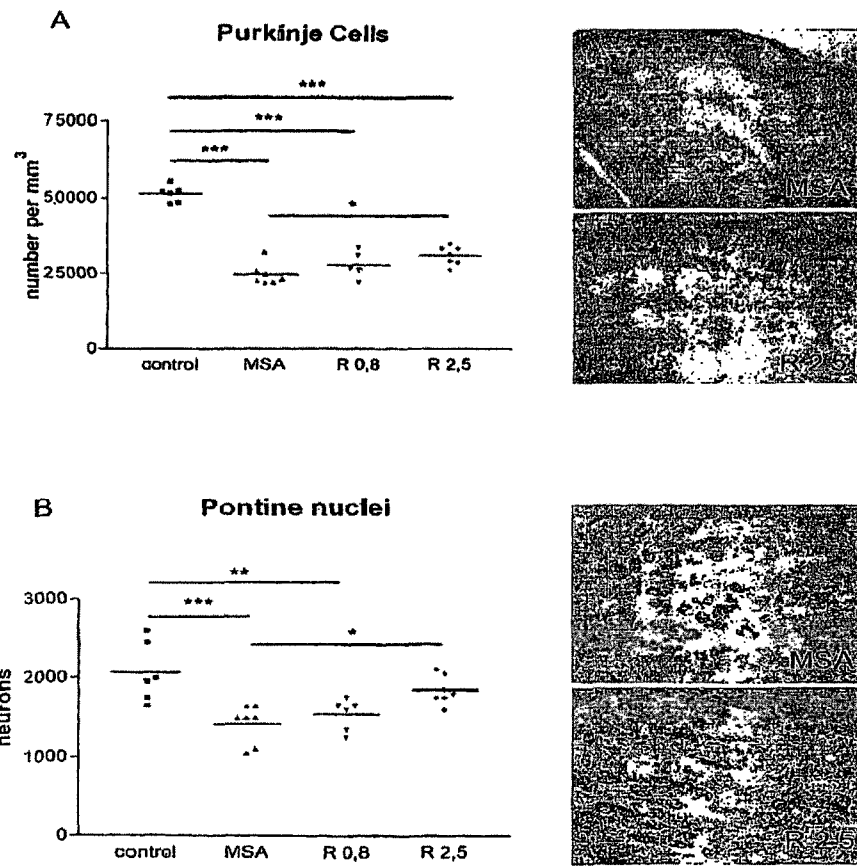 A
Purkinje Cells
***
75000
***
***
50000
*
25000
0
number per mm³
control MSA R 0,8 R 2,5
MSA
R 2,5
B
Pontine nuclei
**
3000
***
*
2000
1000
0
neurons
control MSA R 0,8 R 2,5
MSA
R 2,5